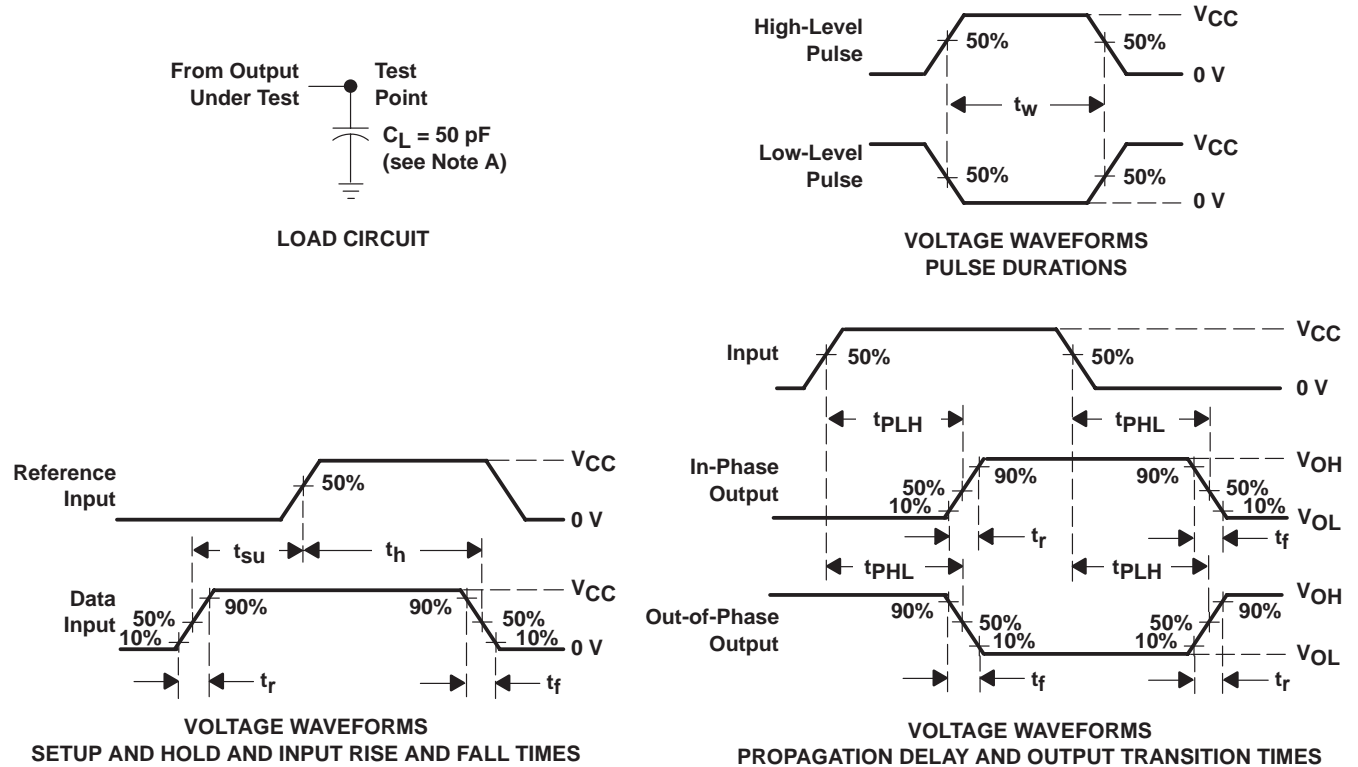 From Output
Under Test
Test
Point
CL = 50 pF
(see Note A)
LOAD CIRCUIT
High-Level
Pulse
50%
50%
VCC
0 V
tw
Low-Level
Pulse
50%
50%
VCC
0 V
VOLTAGE WAVEFORMS
PULSE DURATIONS
Reference
Input
50%
VCC
0 V
tsu
th
Data
Input
50%
10%
90%
90%
50%
10%
VCC
0 V
tr
tf
VOLTAGE WAVEFORMS
SETUP AND HOLD AND INPUT RISE AND FALL TIMES
Input
50%
50%
VCC
0 V
tPLH
tPHL
In-Phase
Output
50%
10%
90%
90%
50%
10%
VOH
VOL
tr
tf
tPHL
tPLH
Out-of-Phase
Output
90%
50%
10%
50%
10%
90%
VOH
VOL
tf
tr
VOLTAGE WAVEFORMS
PROPAGATION DELAY AND OUTPUT TRANSITION TIMES